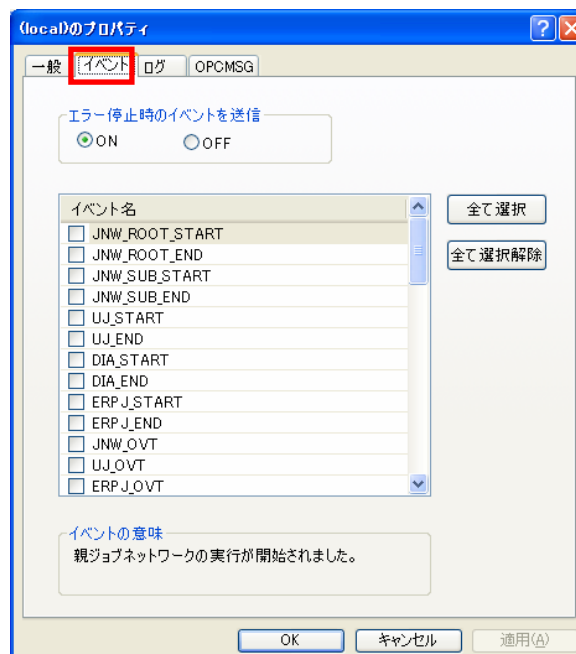 (local)のプロパティ
一般 イベント ログ OPCMSG
エラー停止時のイベントを送信
ON OFF
イベント名
全て選択
JNW_ROOT_START
JNW_ROOT_END
全て選択解除
JNW_SUB_START
JNW_SUB_END
UJ_START
UJ_END
DIA_START
DIA_END
ERPJ_START
ERPJ_END
JNW_OVT
UJ_OVT
ERPJ_OVT
イベントの意味
親ジョブネットワークの実行が開始されました。
OK キャンセル 適用(A)